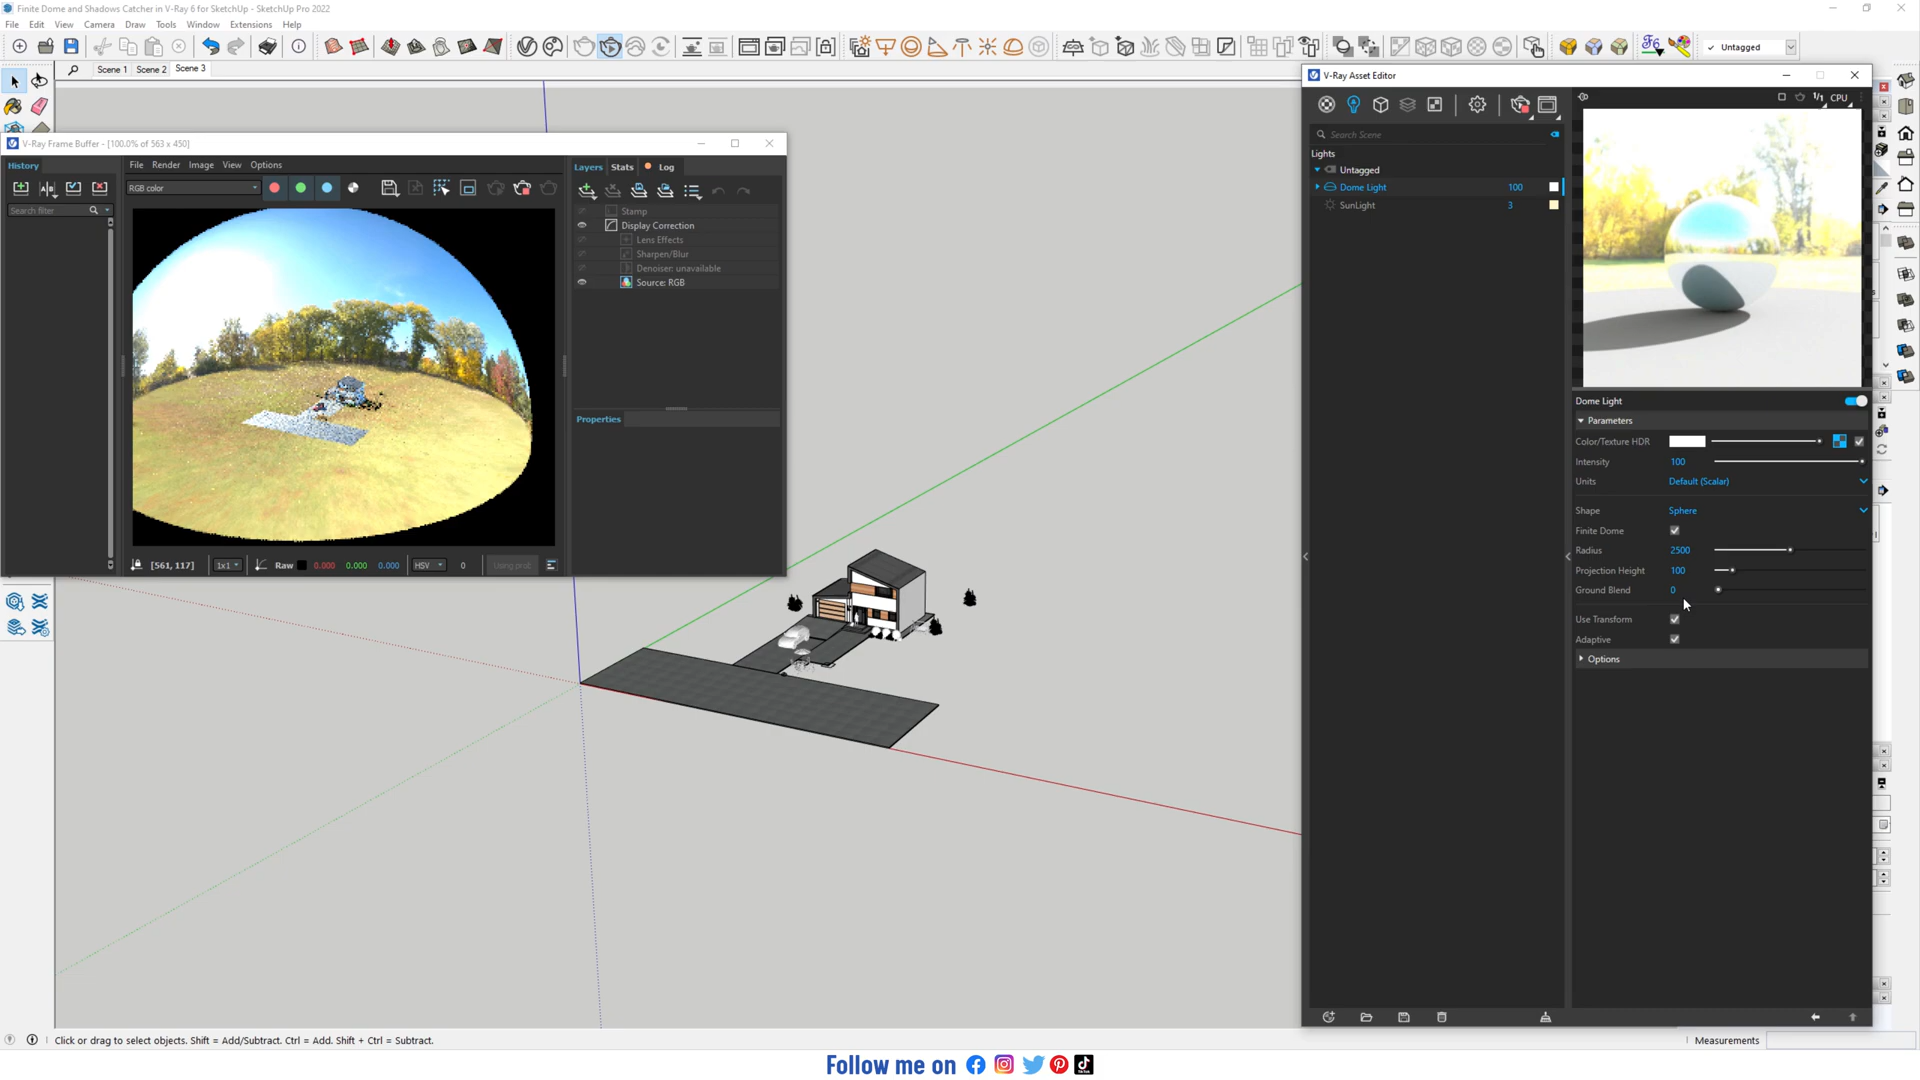 Finite Dome and Shadows Catcher in V-Ray 6 for SketchUp - SketchUp Pro 2022
File Edit View Camera Draw Tools Window Extensions Help
Untagged
Scene 1 Scene 2 Scene 3
V-Ray Frame Buffer - [100.0% of 563 x 450]
History
File Render Image View Options
Layers Stats Log
RGB color
Search filter
Stamp
Display Correction
Lens Effects
Sharpen/Blur
Denoiser: unavailable
Source: RGB
Properties
[561, 117] 1x1 Raw 0.000 0.000 0.000 HSV 0
V-Ray Asset Editor
1/1 CPU
Search Scene
Lights
Untagged
Dome Light 100
SunLight 3
Dome Light
Parameters
Color/Texture HDR
Intensity 100
Units Default (Scalar)
Shape Sphere
Finite Dome
Radius 2500
Projection Height 100
Ground Blend 0
Use Transform
Adaptive
Options
Click or drag to select objects. Shift = Add/Subtract. Ctrl = Add. Shift + Ctrl = Subtract.
Measurements
Follow me on